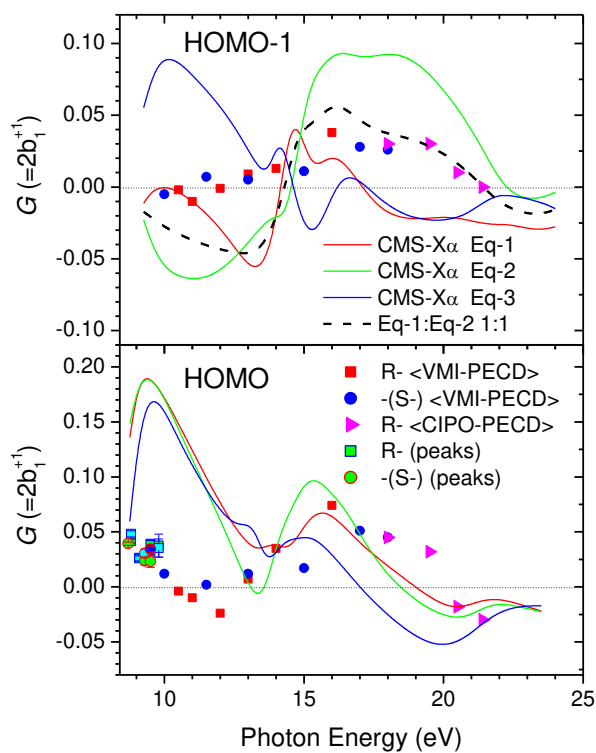 HOMO-1
0.10
0.05
0.00
-0.05
-0.10
G (=2b₁⁺¹)
CMS-Xα Eq-1
CMS-Xα Eq-2
CMS-Xα Eq-3
Eq-1:Eq-2 1:1
HOMO
0.20
0.15
0.10
0.05
0.00
-0.05
G (=2b₁⁺¹)
R- <VMI-PECD>
-(S-) <VMI-PECD>
R- <CIPO-PECD>
R- (peaks)
-(S-) (peaks)
10 15 20 25
Photon Energy (eV)